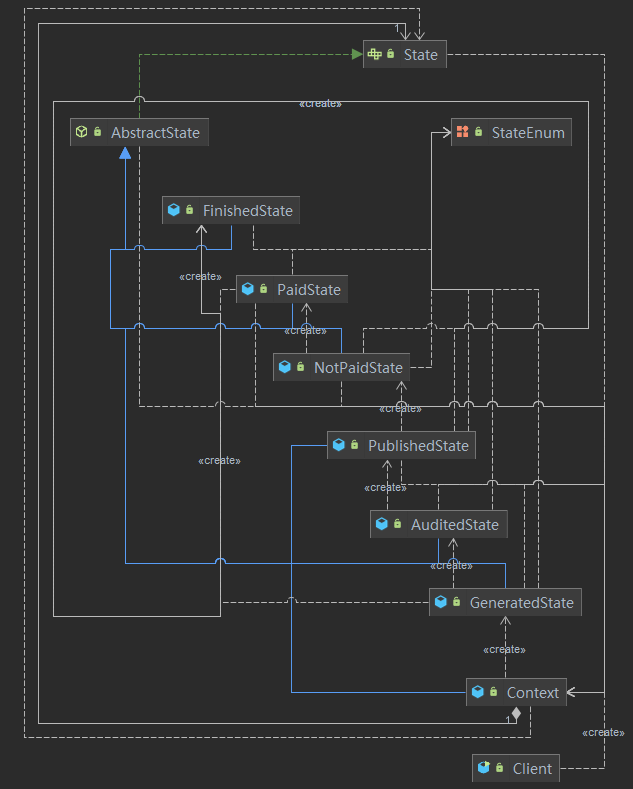 1
State
«create»
AbstractState
StateEnum
FinishedState
«create»
PaidState
«create»
NotPaidState
«create»
PublishedState
«create»
«create»
AuditedState
«create»
GeneratedState
«create»
Context
1
«create»
Client